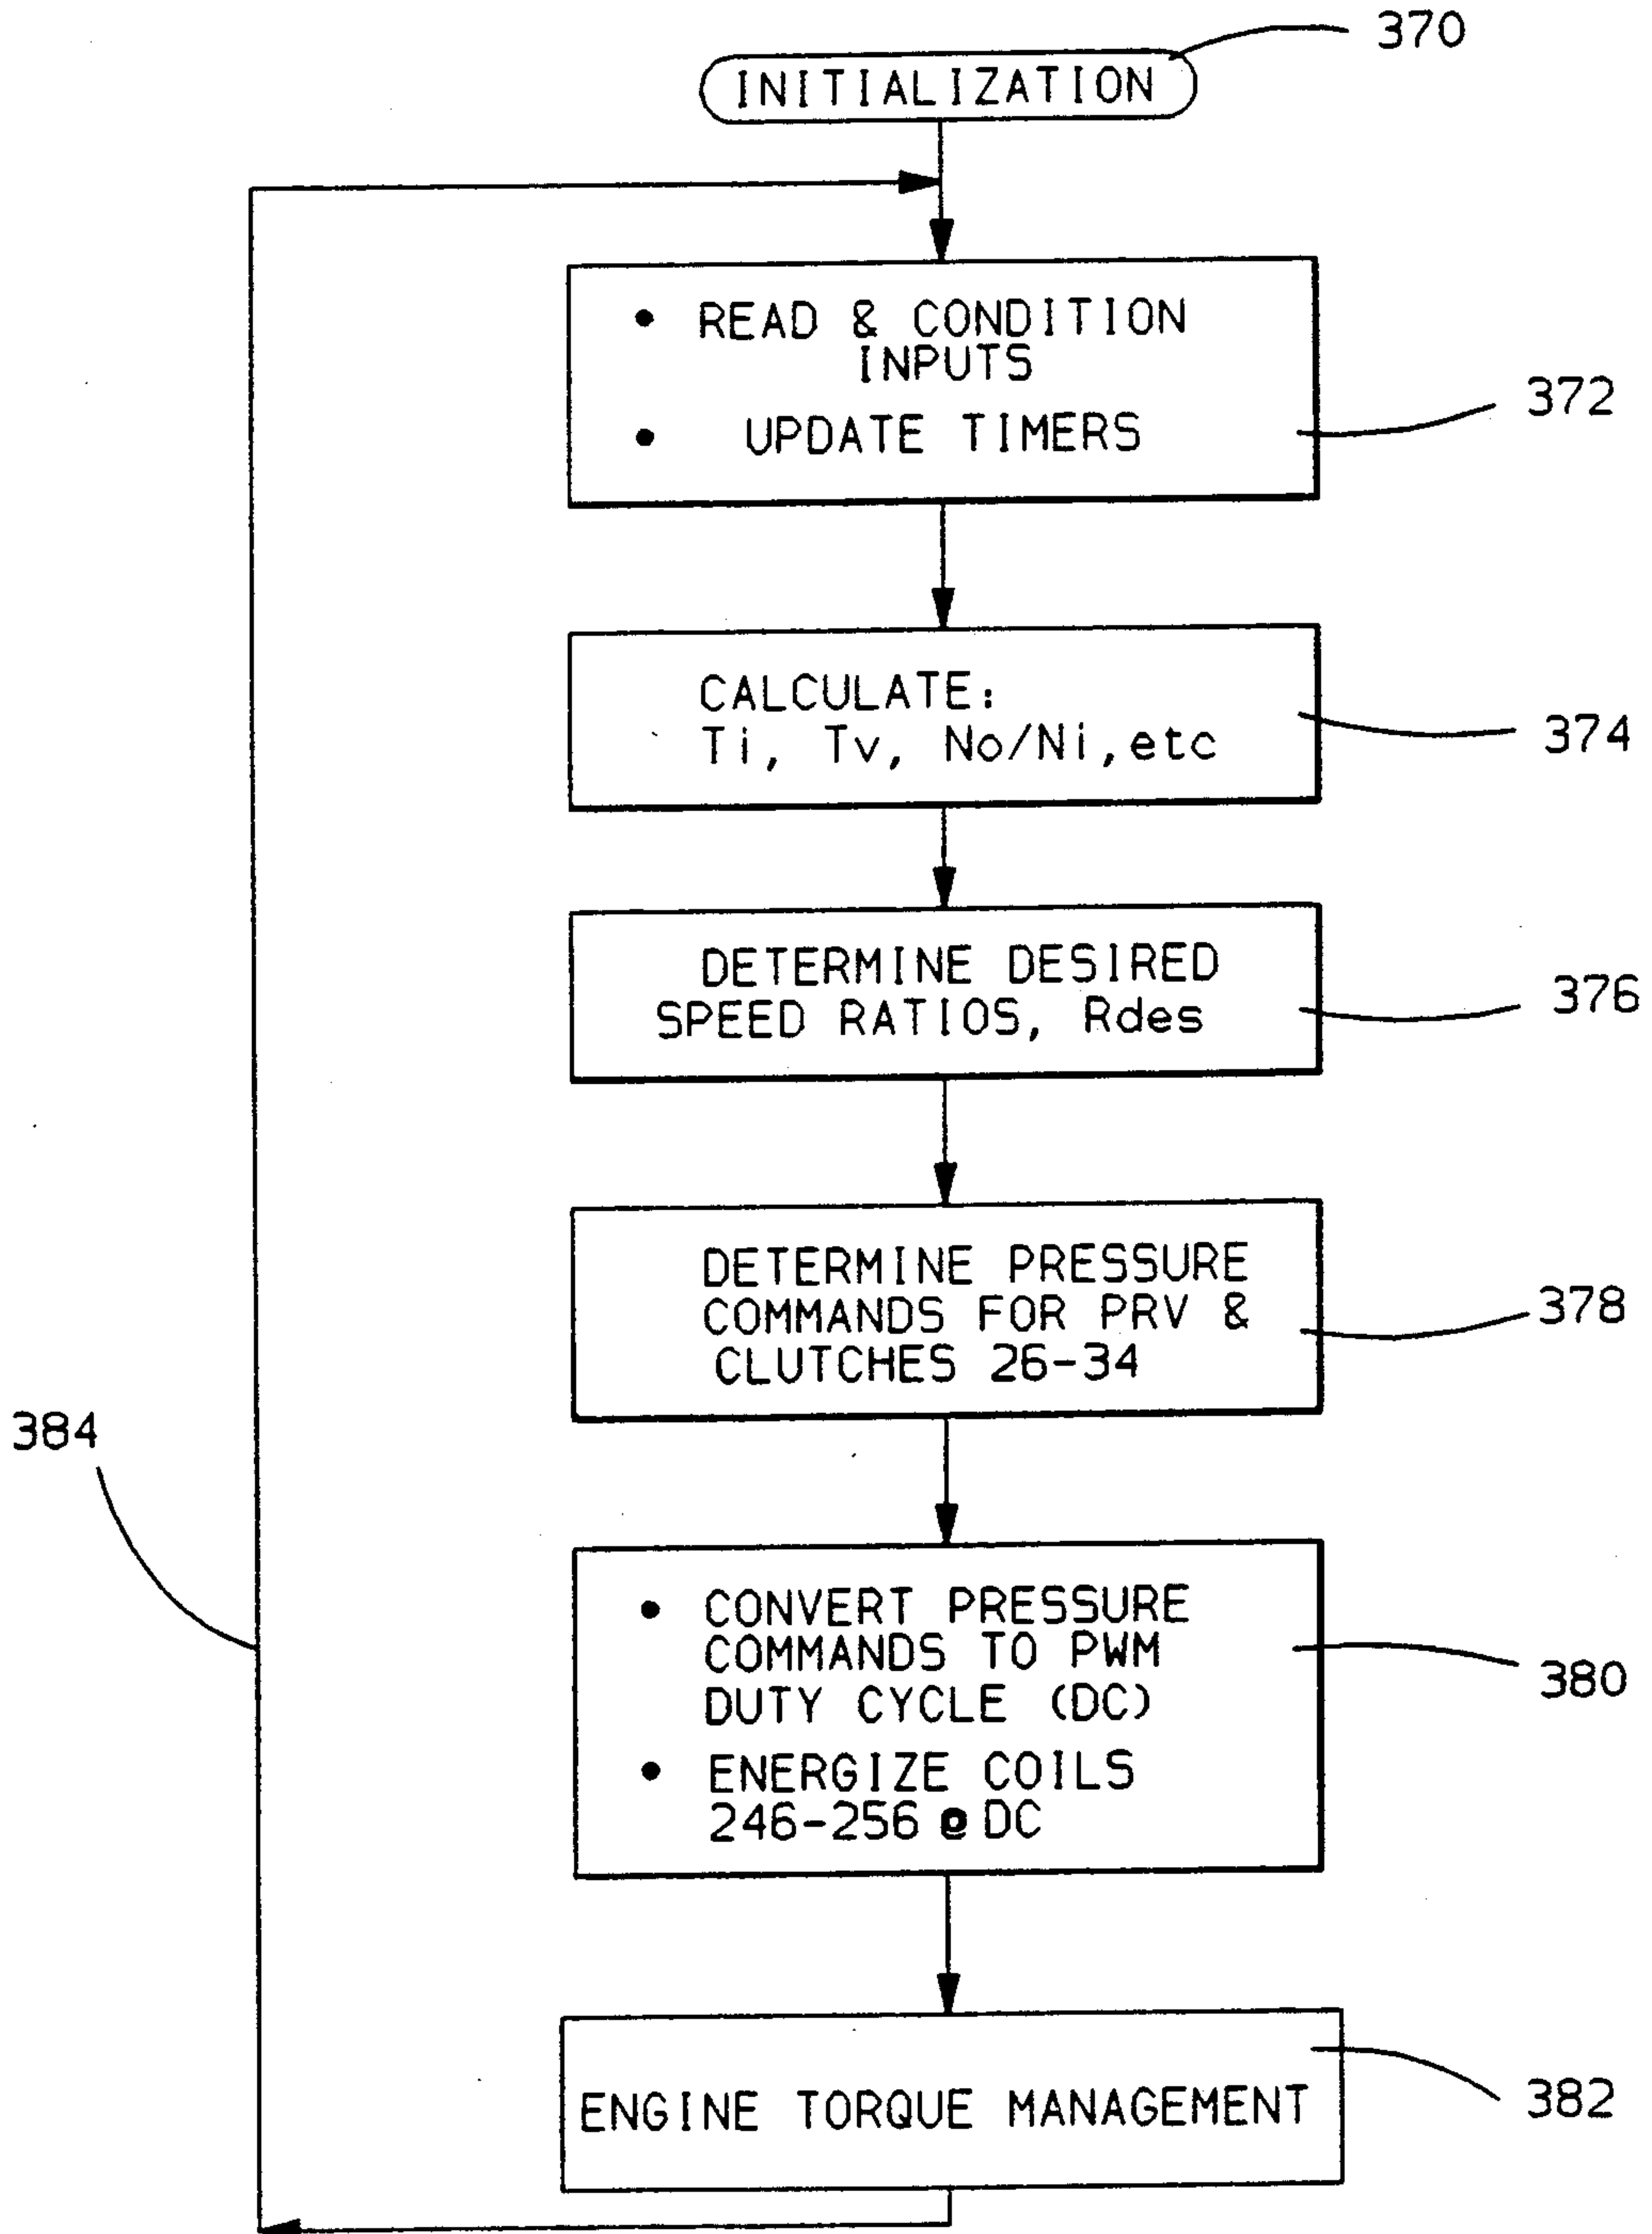 370
INITIALIZATION
• READ & CONDITION
INPUTS
• UPDATE TIMERS
372
CALCULATE:
Ti, Tv, No/Ni, etc
374
DETERMINE DESIRED
SPEED RATIOS, Rdes
376
DETERMINE PRESSURE
COMMANDS FOR PRV &
CLUTCHES 26-34
378
384
• CONVERT PRESSURE
COMMANDS TO PWM
DUTY CYCLE (DC)
• ENERGIZE COILS
246-256 @ DC
380
ENGINE TORQUE MANAGEMENT
382